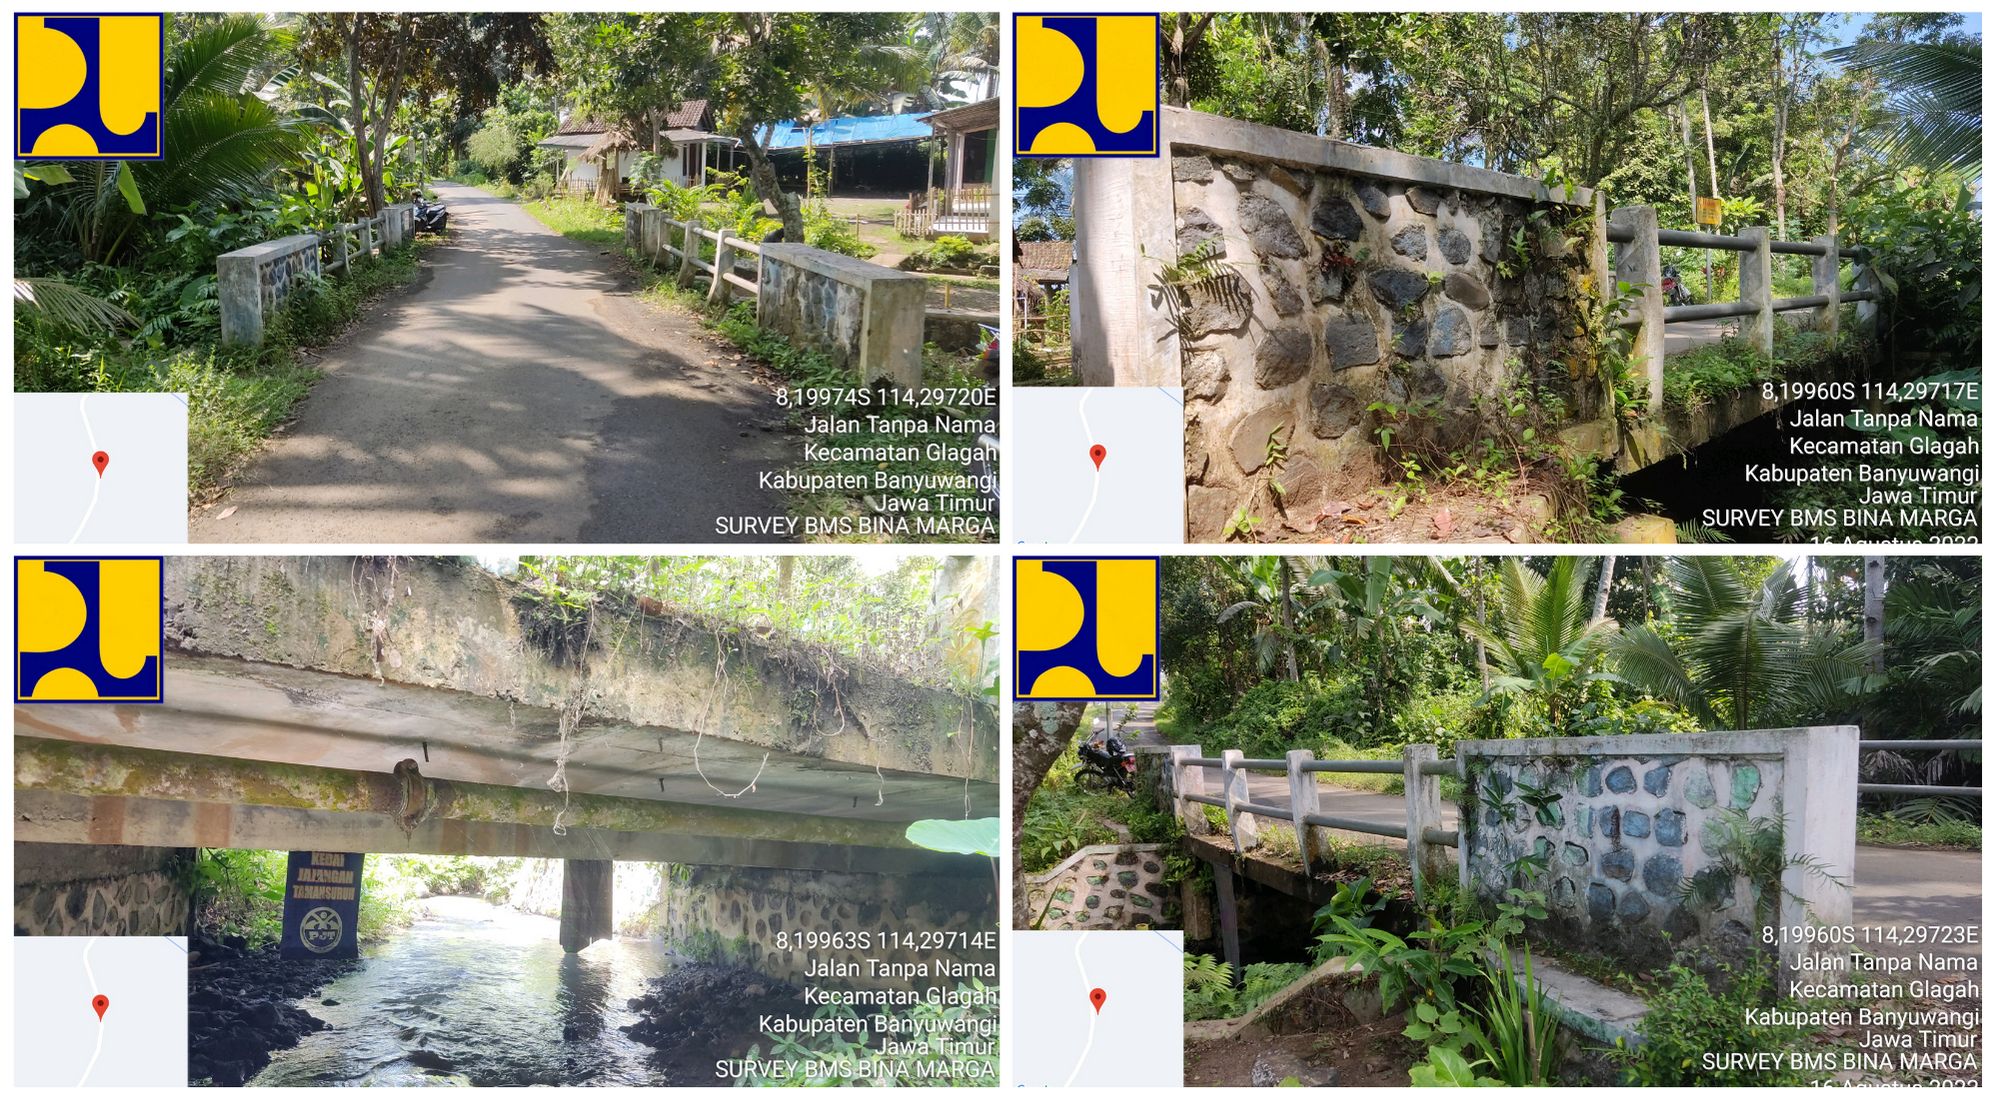 8,19974S 114,29720E
Jalan Tanpa Nama
Kecamatan Glagah
Kabupaten Banyuwangi
Jawa Timur
SURVEY BMS BINA MARGA
8,19960S 114,29717E
Jalan Tanpa Nama
Kecamatan Glagah
Kabupaten Banyuwangi
Jawa Timur
SURVEY BMS BINA MARGA
KEDAI
JALANGAN
TAMANSURUH
PJT
8,19963S 114,29714E
Jalan Tanpa Nama
Kecamatan Glagah
Kabupaten Banyuwangi
Jawa Timur
SURVEY BMS BINA MARGA
8,19960S 114,29723E
Jalan Tanpa Nama
Kecamatan Glagah
Kabupaten Banyuwangi
Jawa Timur
SURVEY BMS BINA MARGA